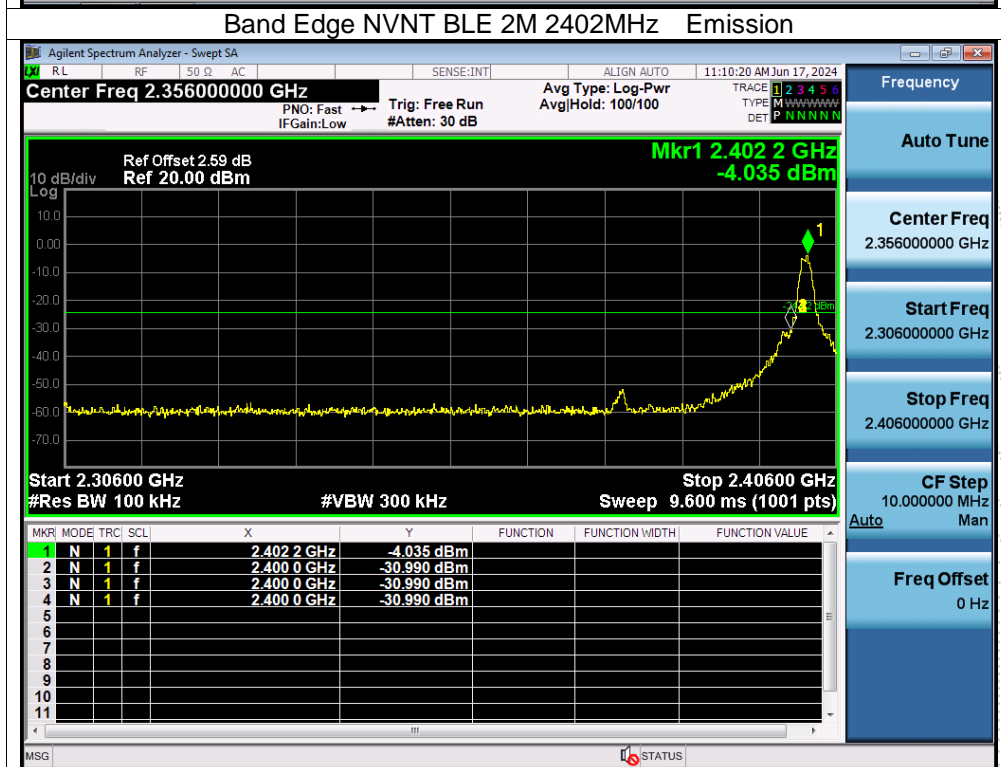 Band Edge NVNT BLE 2M 2402MHz Emission
Agilent Spectrum Analyzer - Swept SA
LXI RL RF 50 Ω AC SENSE:INT ALIGN AUTO 11:10:20 AM Jun 17, 2024
Center Freq 2.356000000 GHz
PNO: Fast
IFGain:Low
Trig: Free Run
#Atten: 30 dB
Avg Type: Log-Pwr
Avg|Hold: 100/100
TRACE 1 2 3 4 5 6
TYPE M WWWWW
DET P N N N N N
Mkr1 2.402 2 GHz
-4.035 dBm
Ref Offset 2.59 dB
10 dB/div Ref 20.00 dBm
Log
10.0
0.00
-10.0
-20.0
-30.0
-40.0
-50.0
-60.0
-70.0
1
Start 2.30600 GHz Stop 2.40600 GHz
#Res BW 100 kHz #VBW 300 kHz Sweep 9.600 ms (1001 pts)
MKR MODE TRC SCL X Y FUNCTION FUNCTION WIDTH FUNCTION VALUE
1 N 1 f 2.402 2 GHz -4.035 dBm
2 N 1 f 2.400 0 GHz -30.990 dBm
3 N 1 f 2.400 0 GHz -30.990 dBm
4 N 1 f 2.400 0 GHz -30.990 dBm
5
6
7
8
9
10
11
MSG STATUS
Frequency
Auto Tune
Center Freq
2.356000000 GHz
Start Freq
2.306000000 GHz
Stop Freq
2.406000000 GHz
CF Step
10.000000 MHz
Auto Man
Freq Offset
0 Hz